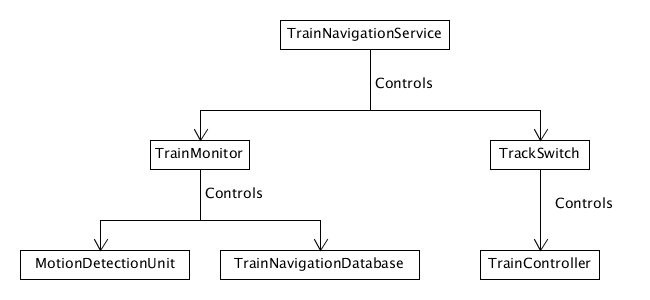 TrainNavigationService
Controls
TrainMonitor
TrackSwitch
Controls
Controls
MotionDetectionUnit
TrainNavigationDatabase
TrainController